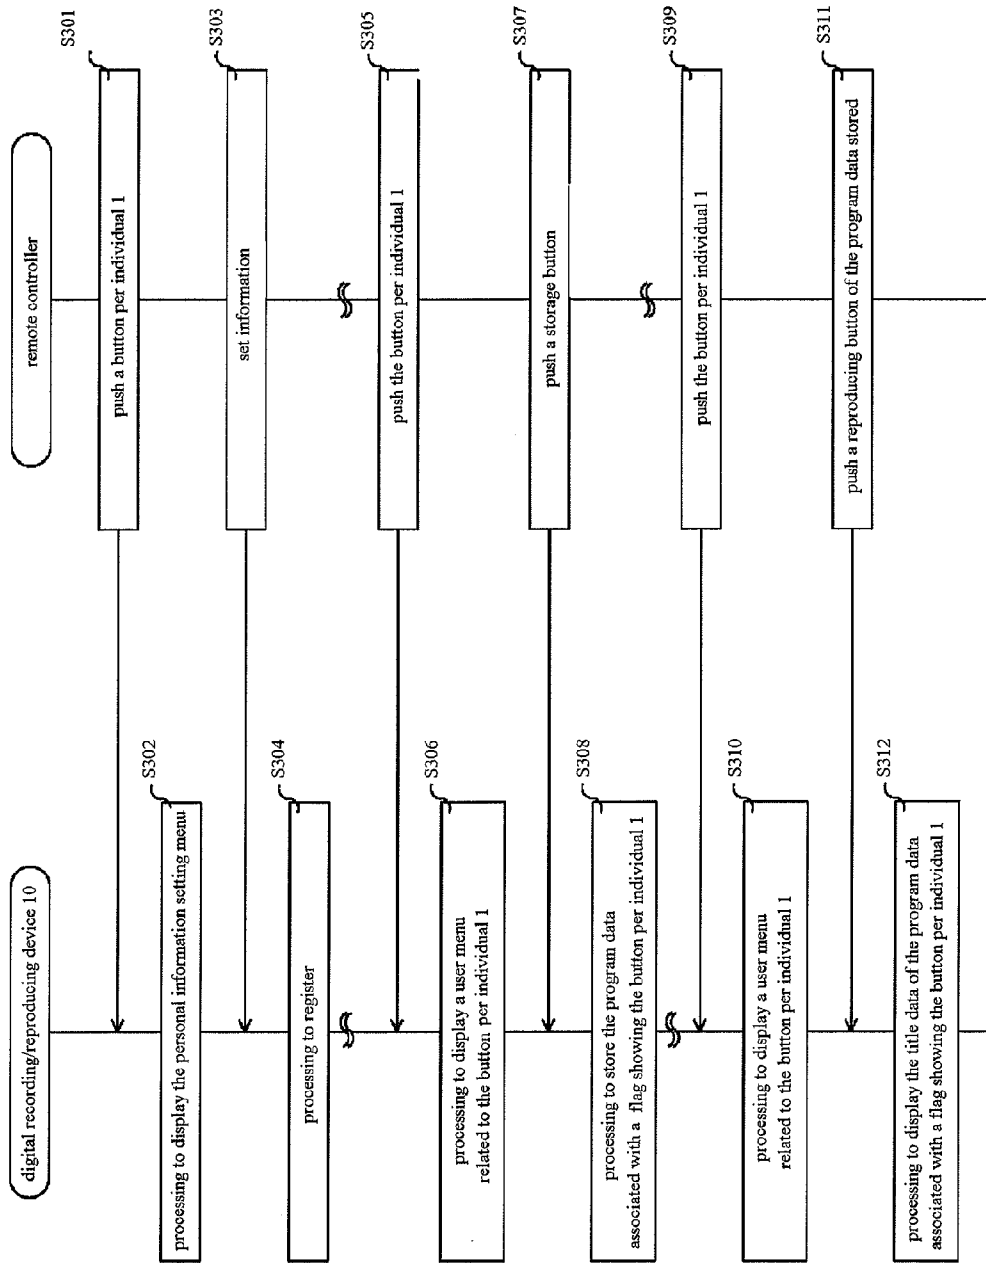 digital recording/reproducing device 10
remote controller
S301
push a button per individual 1
S302
processing to display the personal information setting menu
S303
set information
S304
processing to register
S305
push the button per individual 1
S306
processing to display a user menu
related to the button per individual 1
S307
push a storage button
S308
processing to store the program data
associated with a flag showing the button per individual 1
S309
push the button per individual 1
S310
processing to display a user menu
related to the button per individual 1
S311
push a reproducing button of the program data stored
S312
processing to display the title data of the program data
associated with a flag showing the button per individual 1